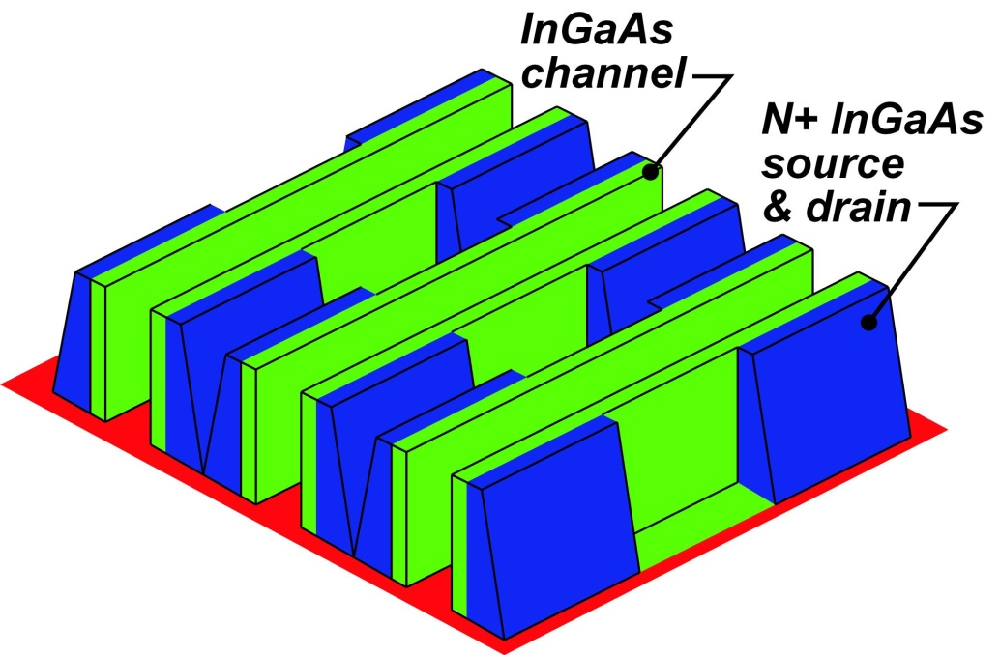 InGaAs
channel
N+ InGaAs
source
& drain